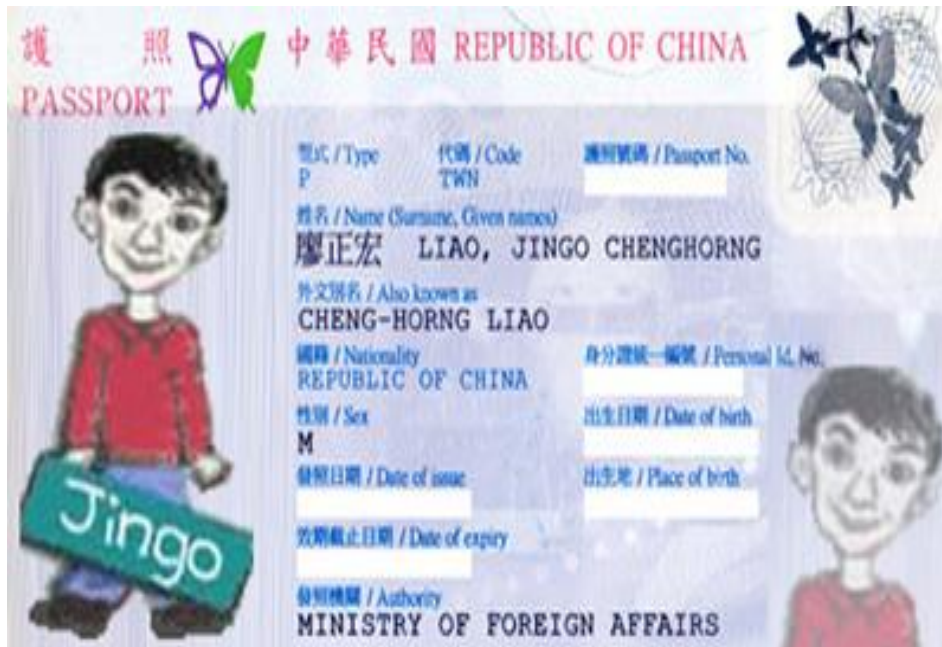 護 照 中華民國 REPUBLIC OF CHINA
PASSPORT
型式 / Type 代碼 / Code 護照號碼 / Passport No.
P TWN
姓名 / Name (Surname, Given names)
廖正宏 LIAO, JINGO CHENGHORNG
外文別名 / Also known as
CHENG-HORNG LIAO
國籍 / Nationality 身分證統一編號 / Personal Id. No.
REPUBLIC OF CHINA
性別 / Sex 出生日期 / Date of birth
M
發照日期 / Date of issue 出生地 / Place of birth
效期截止日期 / Date of expiry
發照機關 / Authority
MINISTRY OF FOREIGN AFFAIRS
Jingo